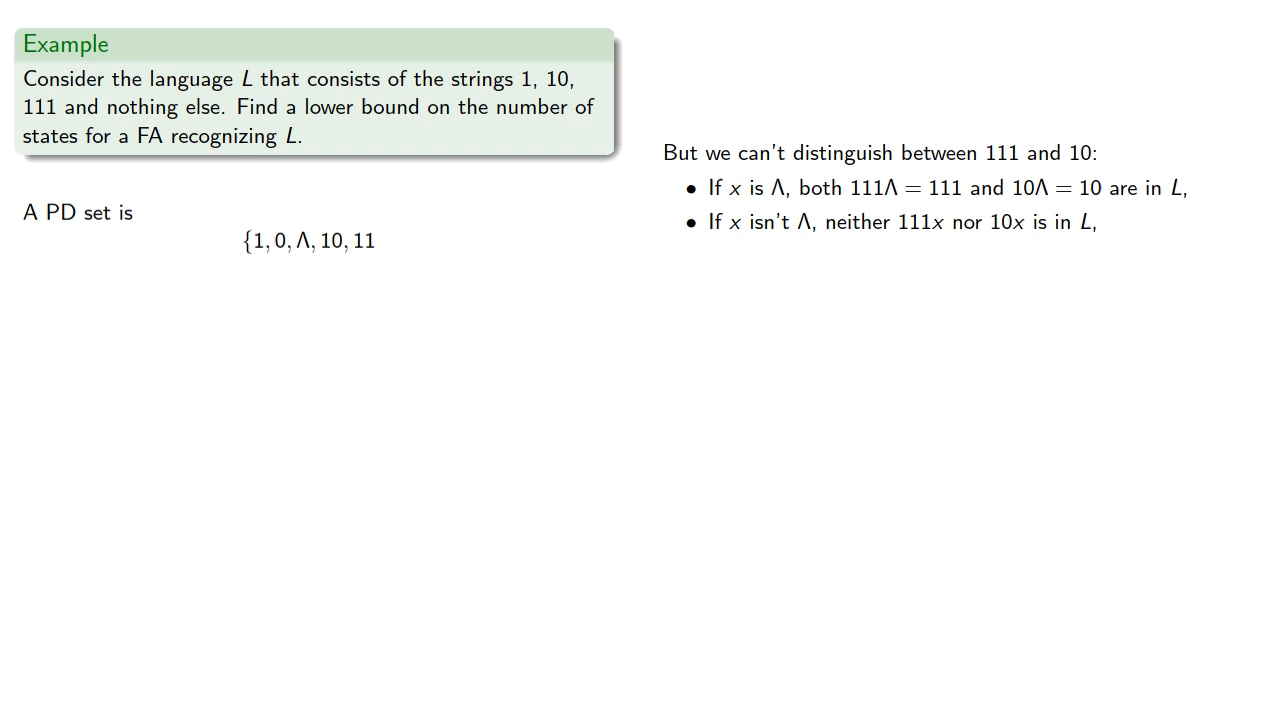 Example
Consider the language L that consists of the strings 1, 10,
111 and nothing else. Find a lower bound on the number of
states for a FA recognizing L.
A PD set is
{1, 0, Λ, 10, 11
But we can't distinguish between 111 and 10:
• If x is Λ, both 111Λ = 111 and 10Λ = 10 are in L,
• If x isn't Λ, neither 111x nor 10x is in L,